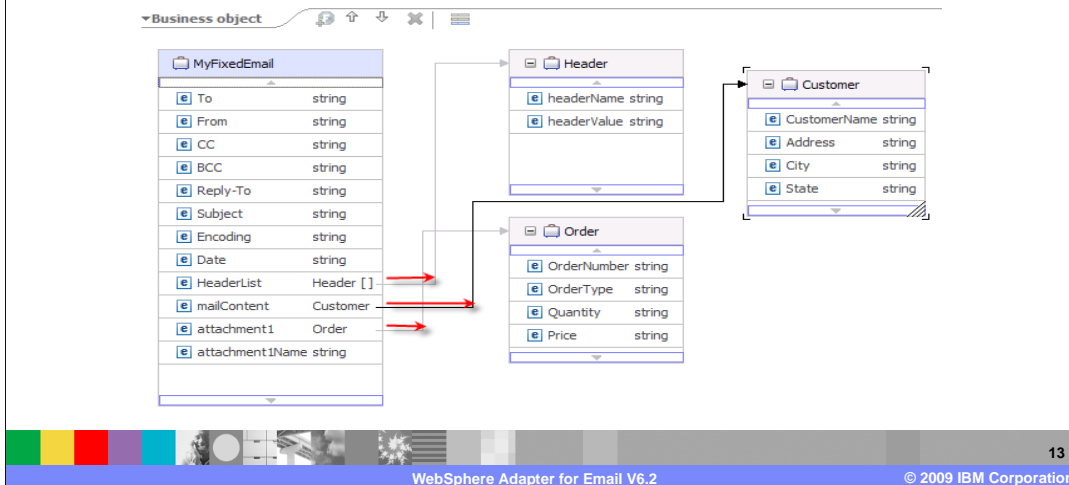 Business object
MyFixedEmail
To string
From string
CC string
BCC string
Reply-To string
Subject string
Encoding string
Date string
HeaderList Header []
mailContent Customer
attachment1 Order
attachment1Name string
Header
headerName string
headerValue string
Order
OrderNumber string
OrderType string
Quantity string
Price string
Customer
CustomerName string
Address string
City string
State string
13
WebSphere Adapter for Email V6.2
© 2009 IBM Corporation